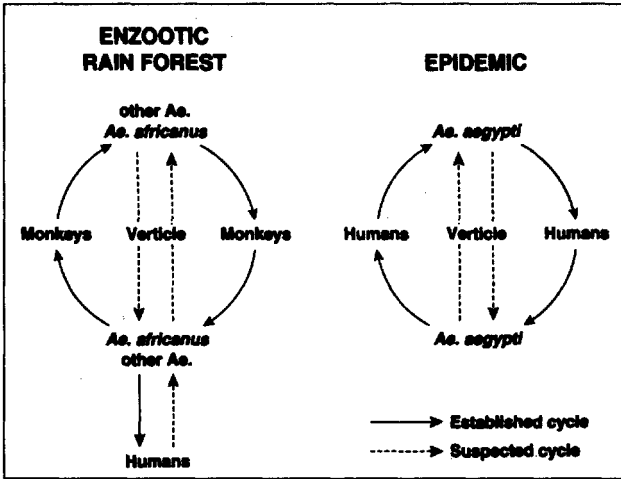 ENZOOTIC
RAIN FOREST
other Ae.
Ae. africanus
Monkeys
Verticle
Monkeys
Ae. africanus
other Ae.
Humans
EPIDEMIC
Ae. aegypti
Humans
Verticle
Humans
Ae. aegypti
Established cycle
Suspected cycle